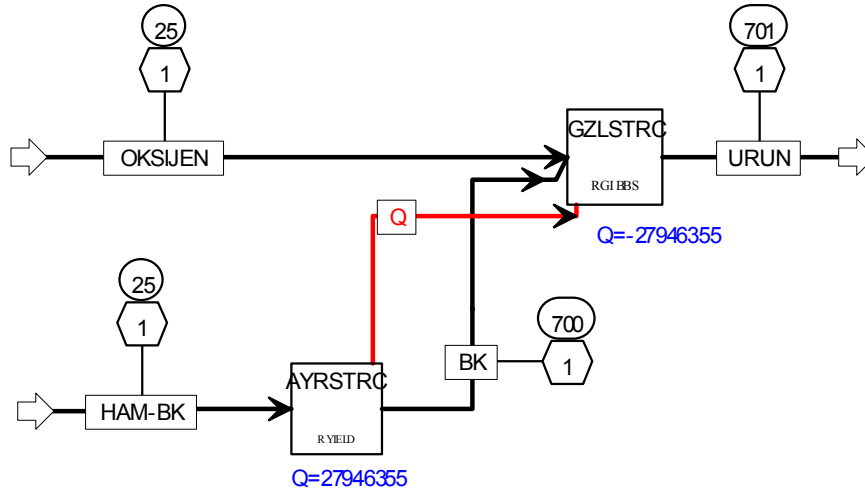 25
1
701
1
GZLSTRC
OKSIJEN
URUN
RGIBBS
Q
Q=-27946355
25
1
700
1
BK
AYRSTRC
HAM-BK
RYIELD
Q=27946355